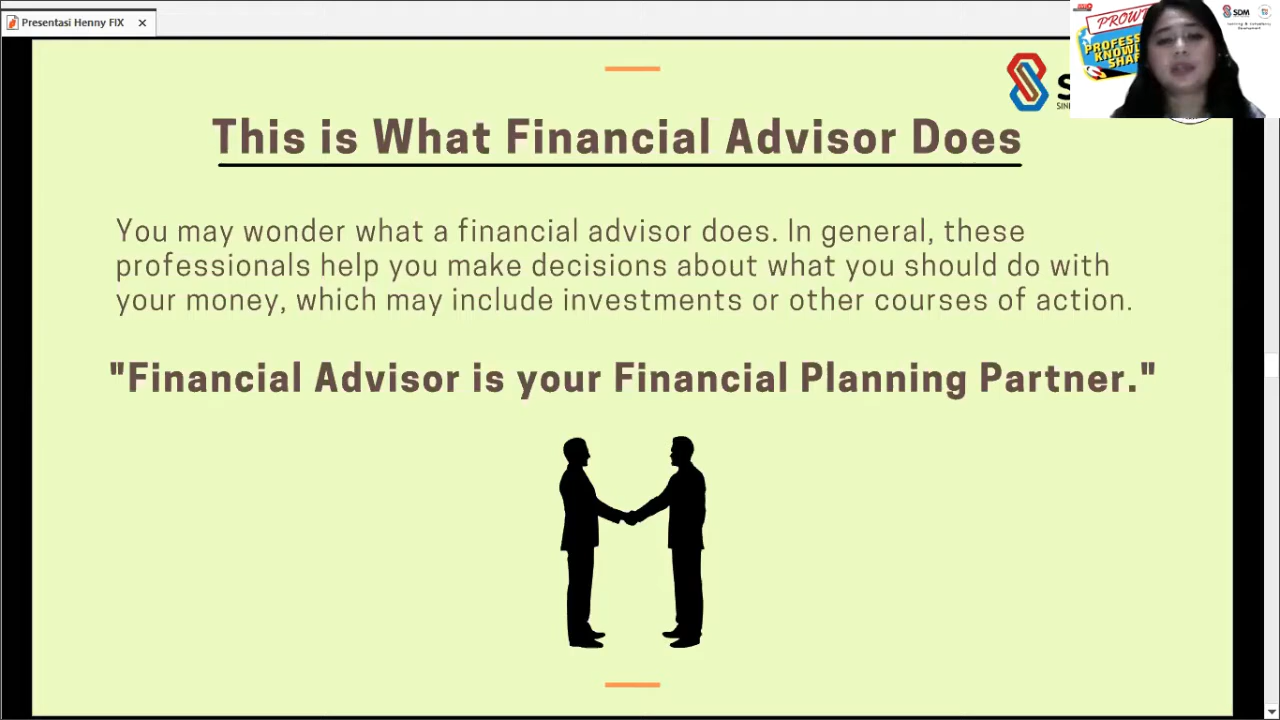 Presentasi Henny FIX
This is What Financial Advisor Does
You may wonder what a financial advisor does. In general, these
professionals help you make decisions about what you should do with
your money, which may include investments or other courses of action.
"Financial Advisor is your Financial Planning Partner."
SDM